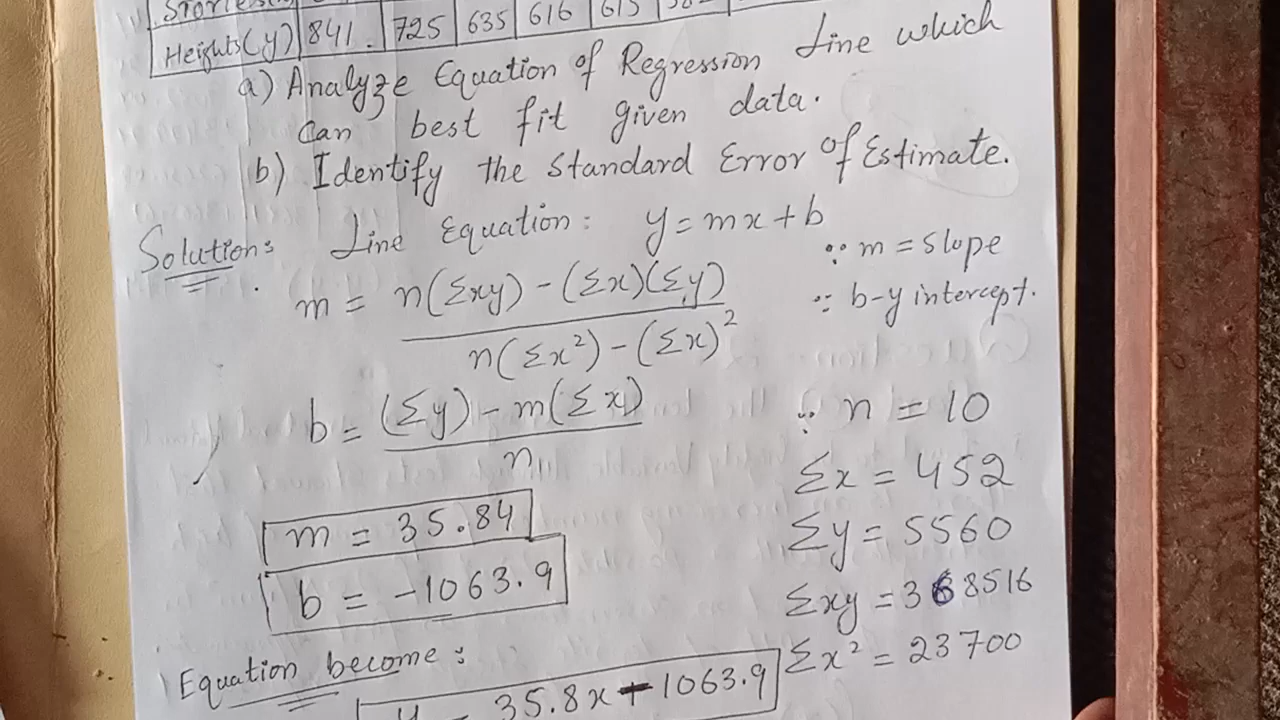 Heights(y) 841. 725 635 616 615
a) Analyze Equation of Regression Line which
Can best fit given data.
b) Identify the Standard Error of Estimate.
Solution: Line Equation: y = mx + b
∵ m = slope
m = n(Σxy) - (Σx)(Σy) / n(Σx²) - (Σx)²
∵ b-y intercept.
b = (Σy) - m(Σx) / n
∵ n = 10
Σx = 452
m = 35.84
Σy = 5560
b = -1063.9
Σxy = 368516
Σx² = 23700
Equation become:
35.8x - 1063.9